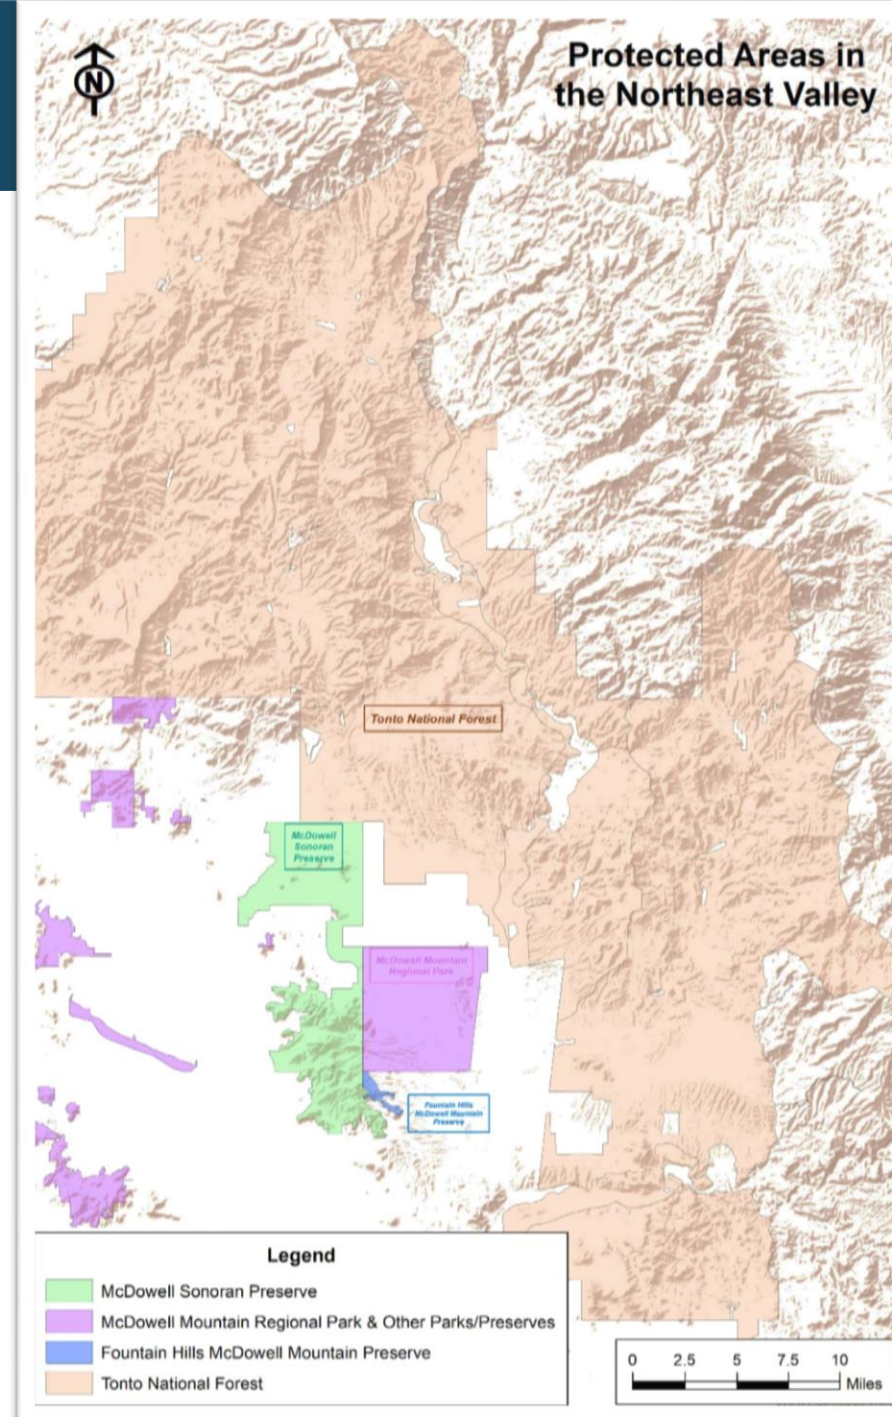 N
Protected Areas in
the Northeast Valley
Tonto National Forest
McDowell
Sonoran
Preserve
McDowell Mountain
Regional Park
Fountain Hills
McDowell Mountain
Preserve
Legend
McDowell Sonoran Preserve
McDowell Mountain Regional Park & Other Parks/Preserves
Fountain Hills McDowell Mountain Preserve
Tonto National Forest
0 2.5 5 7.5 10
Miles